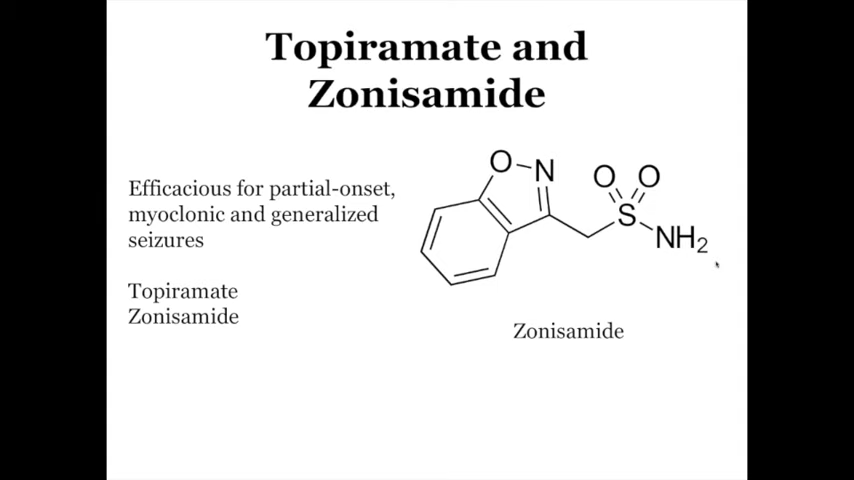 Topiramate and
Zonisamide
Efficacious for partial-onset,
myoclonic and generalized
seizures
Topiramate
Zonisamide
O
N
O
O
S
NH2
Zonisamide